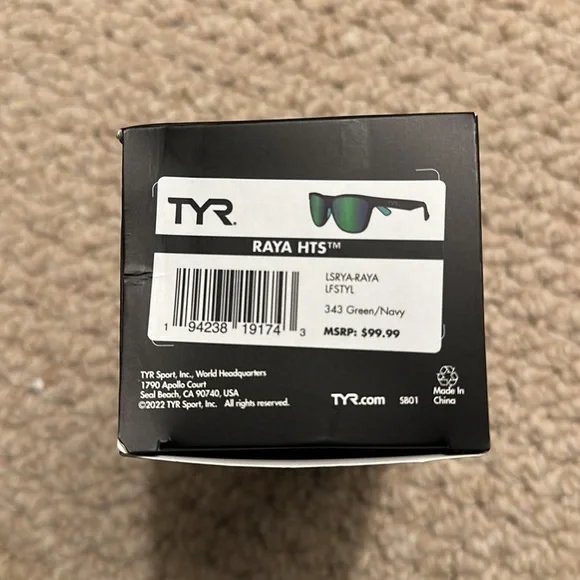 TYR.
RAYA HTS™
LSRYA-RAYA
LFSTYL
343 Green/Navy
MSRP: $99.99
1 94238 19174 3
TYR Sport, Inc., World Headquarters
1790 Apollo Court
Seal Beach, CA 90740, USA
©2022 TYR Sport, Inc. All rights reserved.
TYR.com
SB01
Made In
China